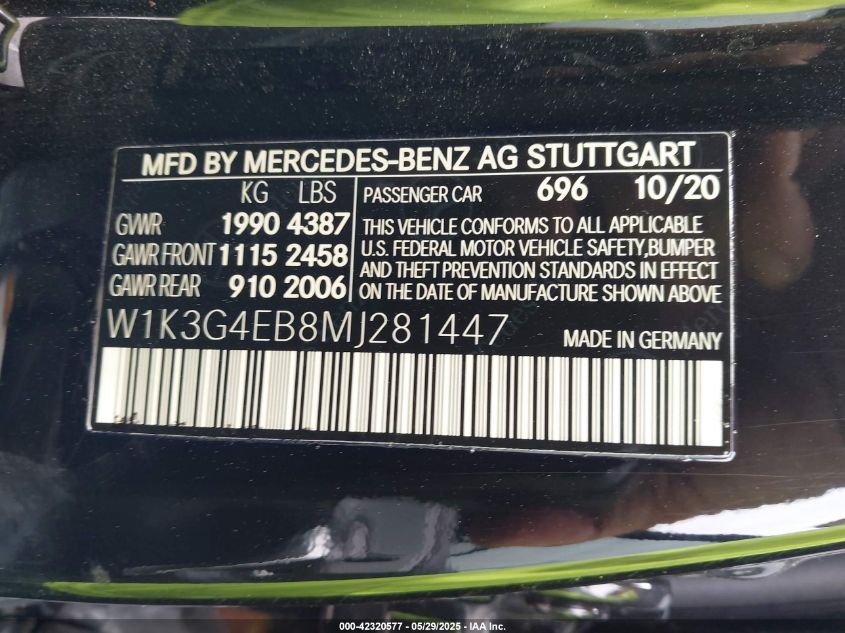 MFD BY MERCEDES-BENZ AG STUTTGART
KG LBS
GVWR 1990 4387
GAWR FRONT 1115 2458
GAWR REAR 910 2006
PASSENGER CAR 696 10/20
THIS VEHICLE CONFORMS TO ALL APPLICABLE
U.S. FEDERAL MOTOR VEHICLE SAFETY,BUMPER
AND THEFT PREVENTION STANDARDS IN EFFECT
ON THE DATE OF MANUFACTURE SHOWN ABOVE.
W1K3G4EB8MJ281447 MADE IN GERMANY
000-42320577 — 05/29/2025 — IAA Inc.